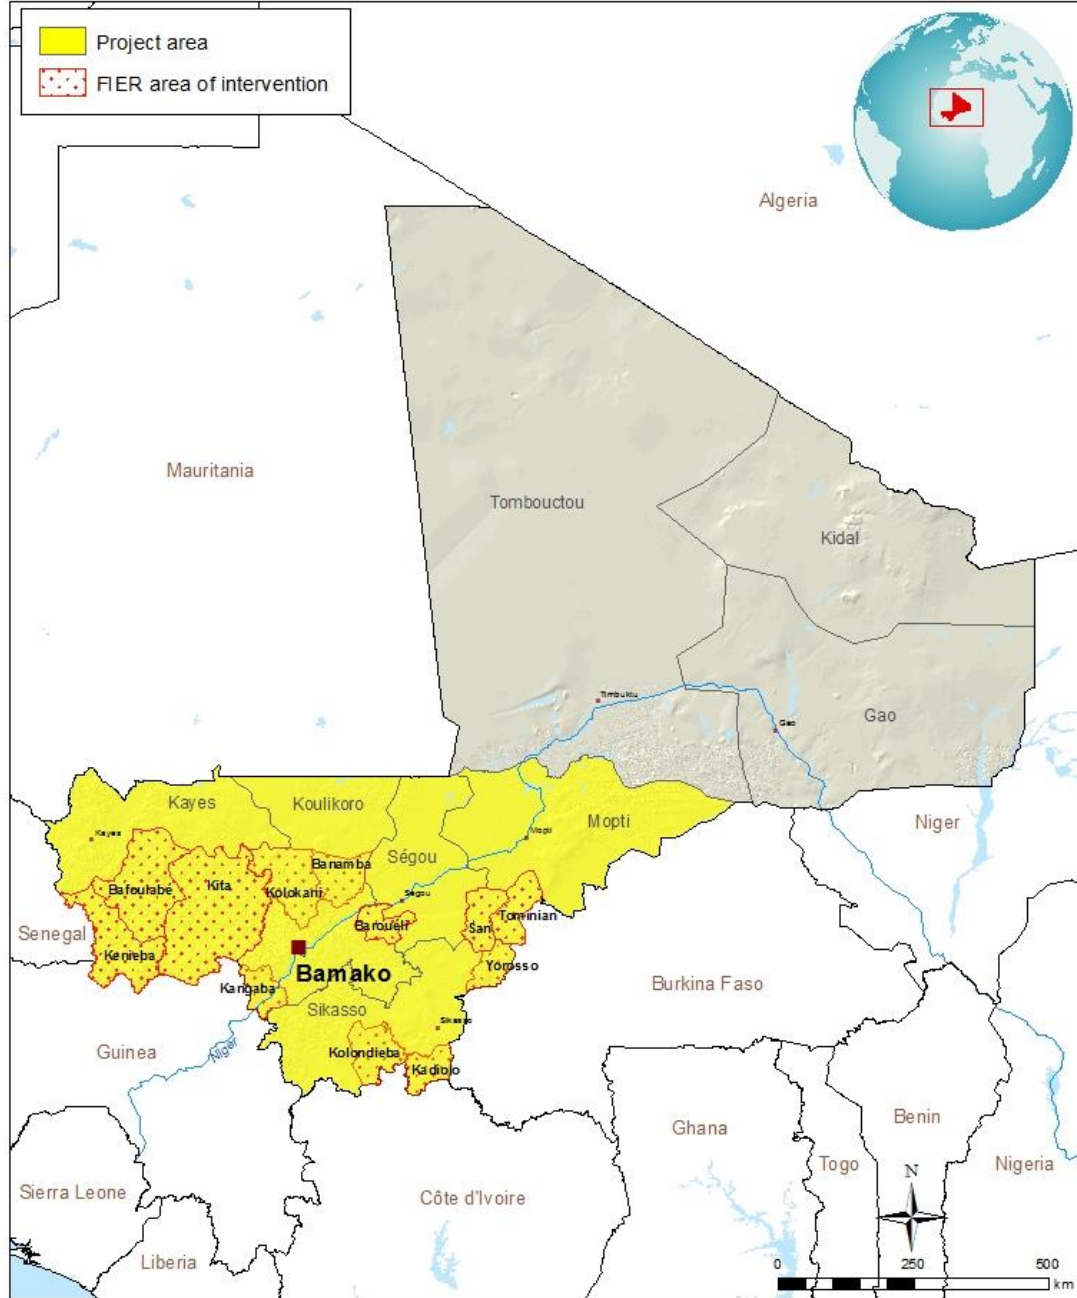 Project area
FIER area of intervention
Algeria
Mauritania
Tombouctou
Kidal
Timbuktu
Gao
Gao
Kayes
Koulikoro
Mopti
Niger
Kayes
Mopti
Ségou
Banamba
Bafoulabé
Kita
Kolokani
Ségou
Barouéli
San
Tominian
Senegal
Kenieba
Bamako
Yorosso
Kangaba
Burkina Faso
Sikasso
Sikasso
Guinea
Niger
Kolondieba
Kadiolo
Ghana
Benin
Togo
Nigeria
N
Sierra Leone
Côte d'Ivoire
Liberia
0 250 500
km